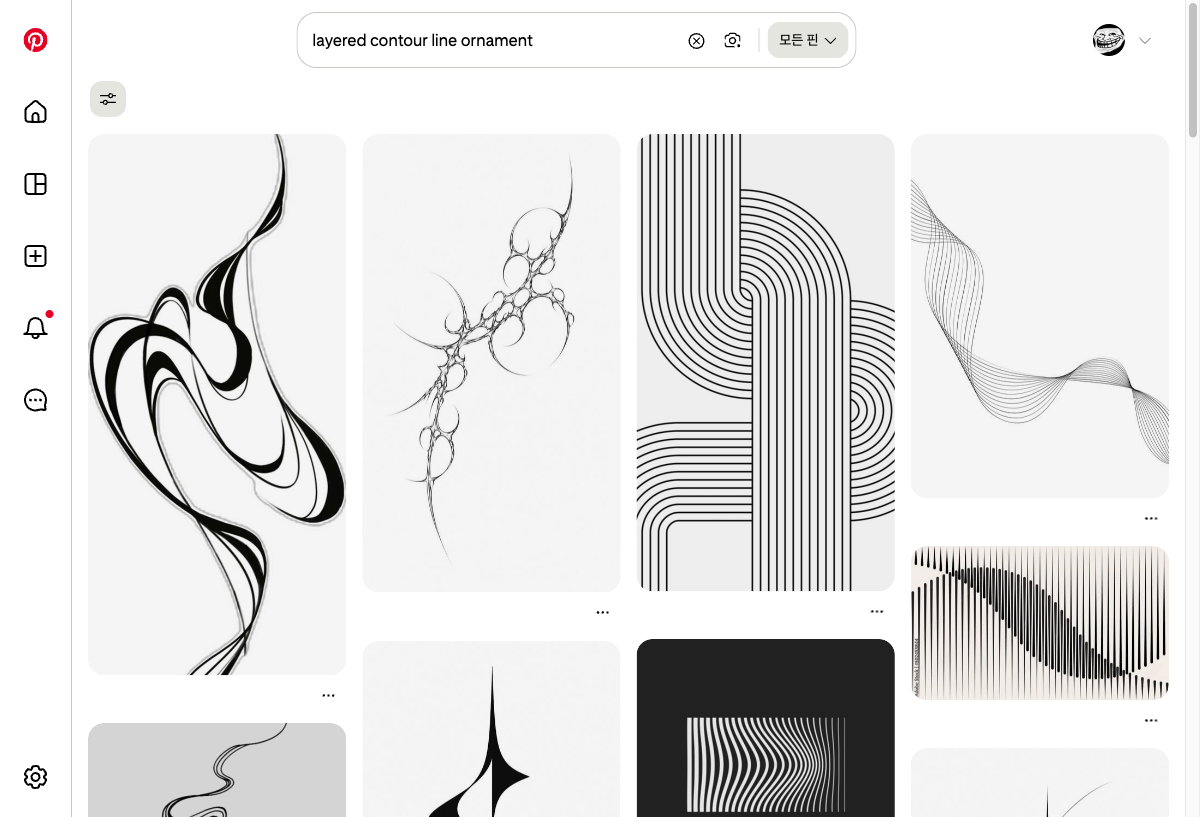 layered contour line ornament
모든 핀